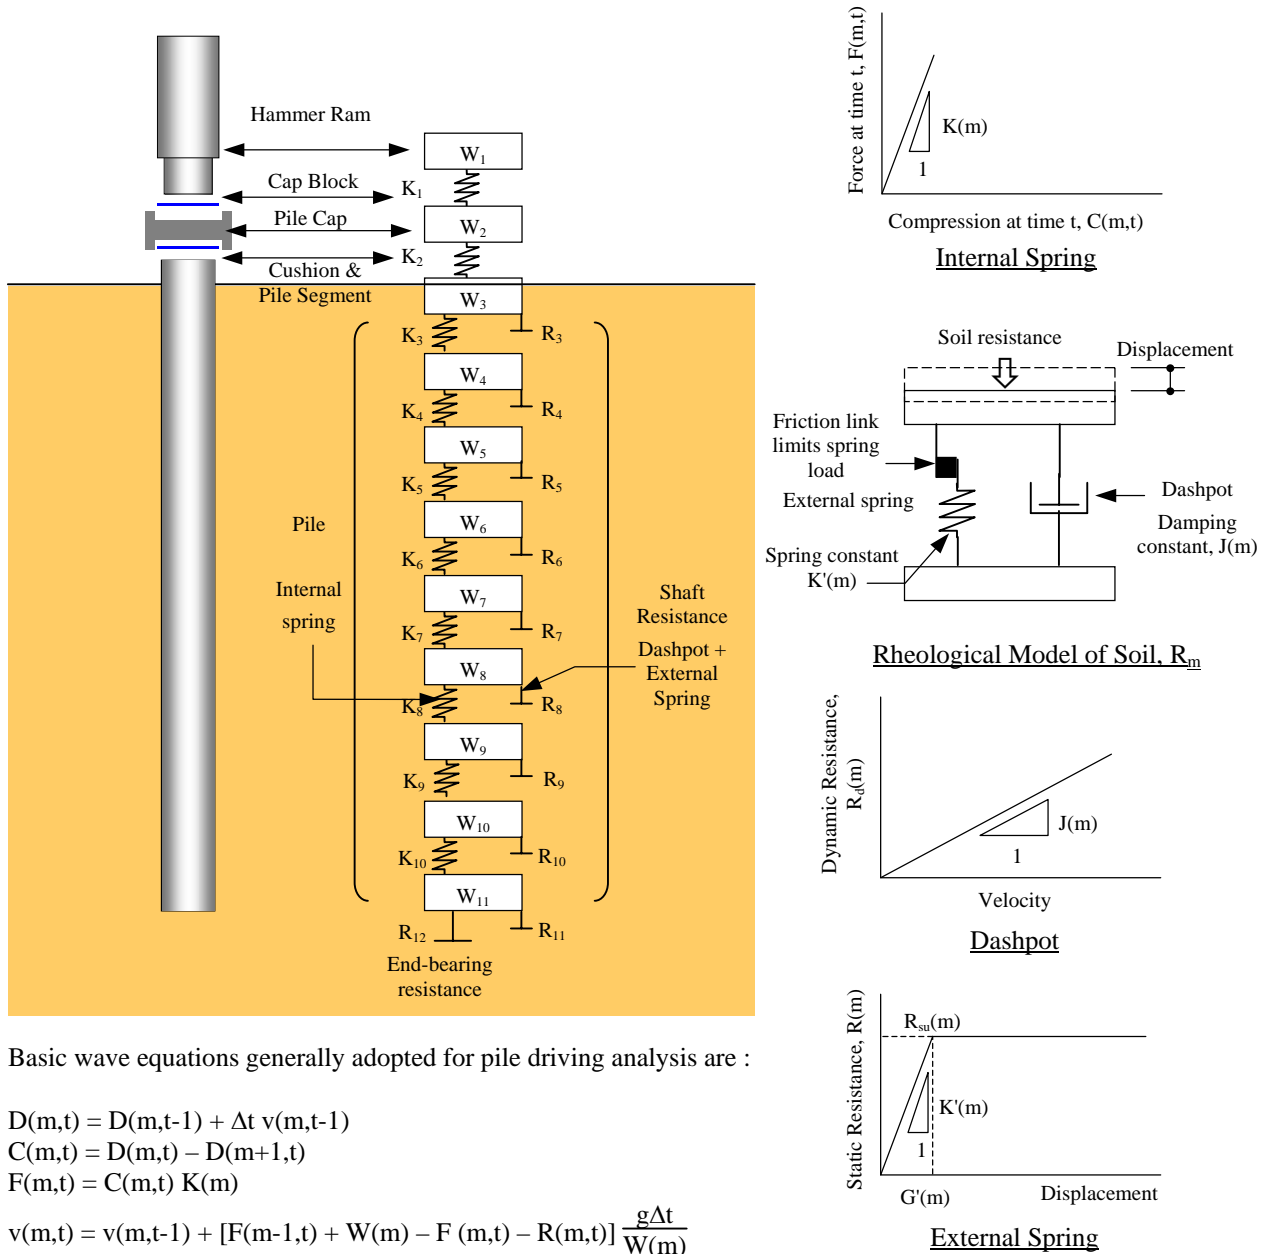 Hammer Ram
Cap Block
Pile Cap
Cushion &
Pile Segment
W1
K1
W2
K2
W3
K3
R3
W4
K4
R4
W5
K5
R5
W6
K6
R6
W7
K7
R7
W8
K8
R8
W9
K9
R9
W10
K10
R10
W11
R12
R11
Pile
Internal
spring
Shaft
Resistance
Dashpot +
External
Spring
End-bearing
resistance
Force at time t, F(m,t)
K(m)
1
Compression at time t, C(m,t)
Internal Spring
Soil resistance
Displacement
Friction link
limits spring
load
External spring
Spring constant
K'(m)
Dashpot
Damping
constant, J(m)
Rheological Model of Soil, Rm
Dynamic Resistance,
Rd(m)
J(m)
1
Velocity
Dashpot
Static Resistance, R(m)
Rsu(m)
K'(m)
1
G'(m)
Displacement
External Spring
Basic wave equations generally adopted for pile driving analysis are :
D(m,t) = D(m,t-1) + Δt v(m,t-1)
C(m,t) = D(m,t) – D(m+1,t)
F(m,t) = C(m,t) K(m)
v(m,t) = v(m,t-1) + [F(m-1,t) + W(m) – F (m,t) – R(m,t)] gΔt
W(m)